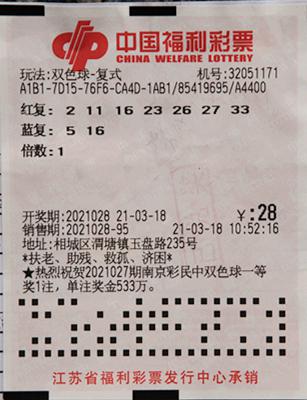 中国福利彩票
CHINA WELFARE LOTTERY
玩法:双色球-复式 机号:32051171
A1B1-7D15-76F6-CA4D-1AB1/85419695/A4400
红复: 2 11 16 23 26 27 33
蓝复: 5 16
倍数:1
开奖期:2021028 21-03-18 ¥:28
销售期:2021028-95 21-03-18 10:52:16
地址:相城区渭塘镇玉盘路235号
*扶老、助残、救孤、济困*
★热烈祝贺2021027期南京彩民中双色球一等
奖1注，单注奖金533万。
江苏省福利彩票发行中心承销